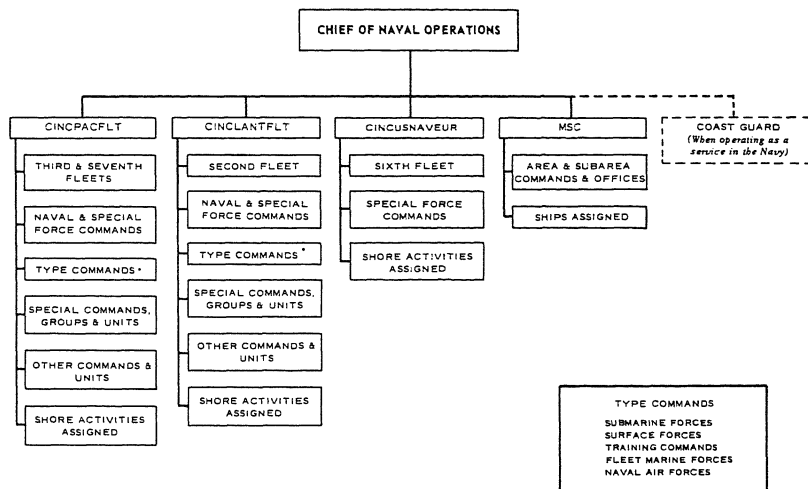 CHIEF OF NAVAL OPERATIONS
CINCPACFLT
THIRD & SEVENTH
FLEETS
NAVAL & SPECIAL
FORCE COMMANDS
TYPE COMMANDS*
SPECIAL COMMANDS,
GROUPS & UNITS
OTHER COMMANDS &
UNITS
SHORE ACTIVITIES
ASSIGNED
CINCLANTFLT
SECOND FLEET
NAVAL & SPECIAL
FORCE COMMANDS
TYPE COMMANDS*
SPECIAL COMMANDS,
GROUPS & UNITS
OTHER COMMANDS
& UNITS
SHORE ACTIVITIES
ASSIGNED
CINCUSNAVEUR
SIXTH FLEET
SPECIAL FORCE
COMMANDS
SHORE ACTIVITIES
ASSIGNED
MSC
AREA & SUBAREA
COMMANDS & OFFICES
SHIPS ASSIGNED
COAST GUARD
(When operating as a
service in the Navy)
TYPE COMMANDS
SUBMARINE FORCES
SURFACE FORCES
TRAINING COMMANDS
FLEET MARINE FORCES
NAVAL AIR FORCES